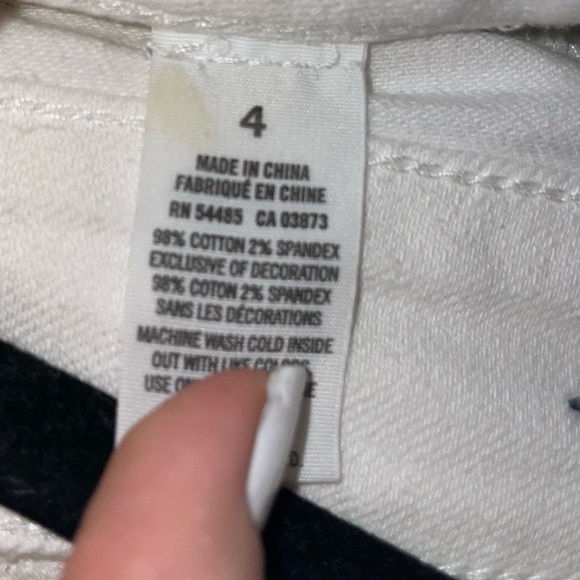 4
MADE IN CHINA
FABRIQUÉ EN CHINE
RN 54485 CA 03873
98% COTTON 2% SPANDEX
EXCLUSIVE OF DECORATION
98% COTON 2% SPANDEX
SANS LES DÉCORATIONS
MACHINE WASH COLD INSIDE
OUT WITH LIKE COLORS
USE